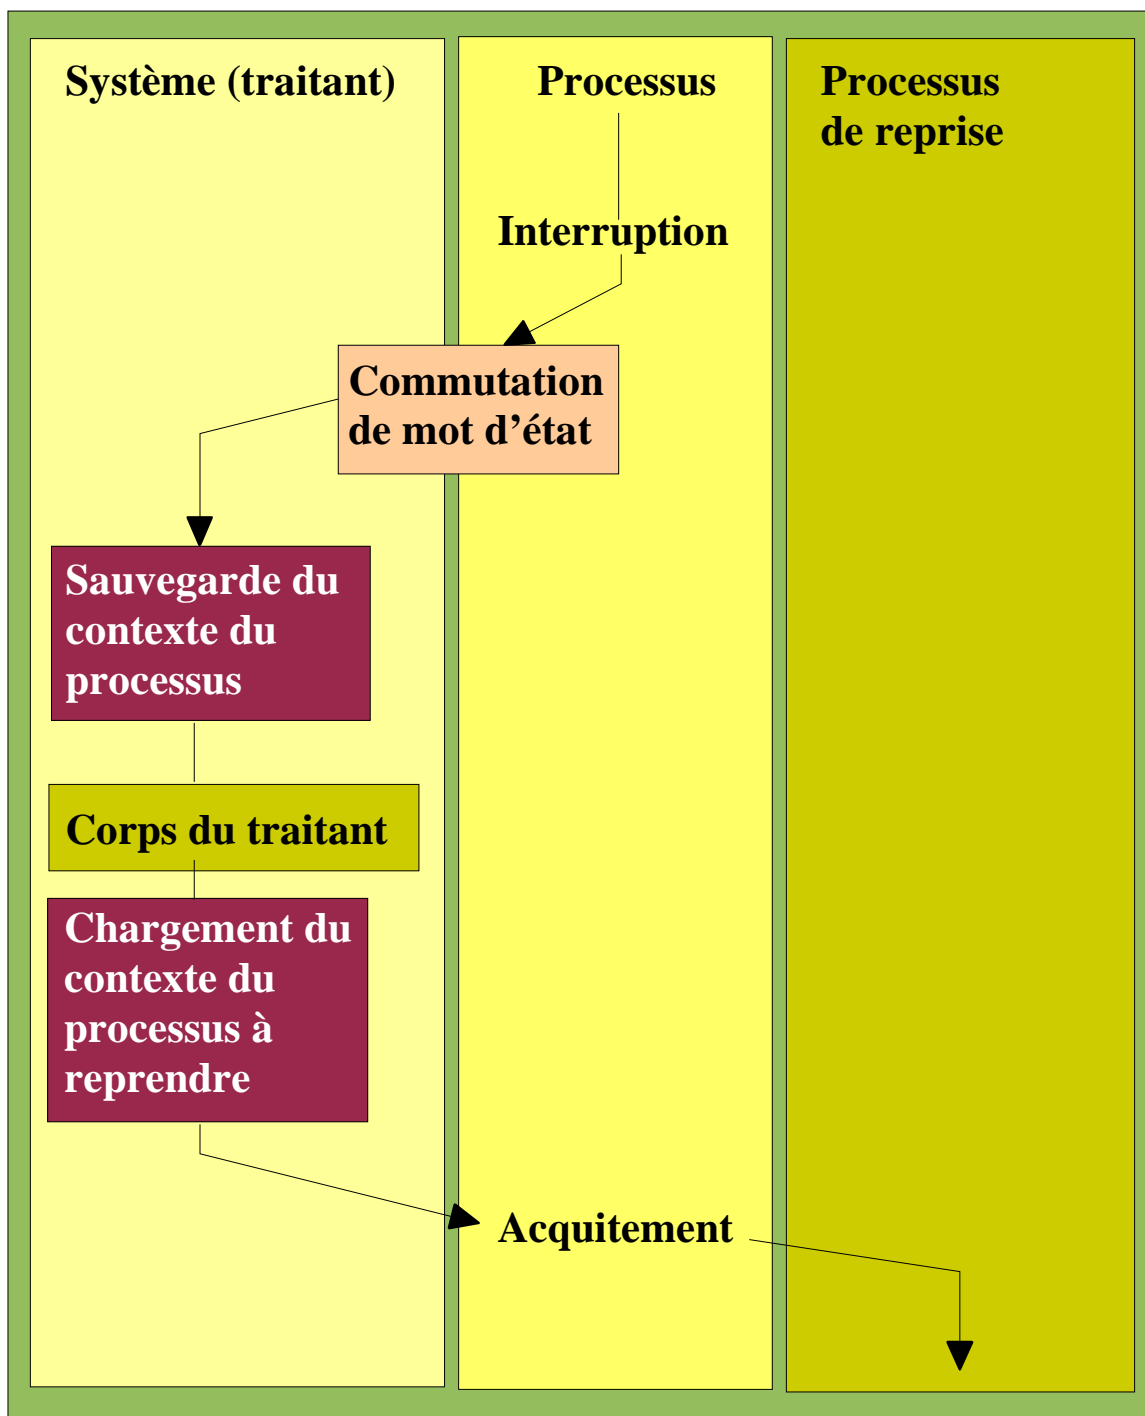 Système (traitant)
Processus
Processus
de reprise
Interruption
Commutation
de mot d’état
Sauvegarde du
contexte du
processus
Corps du traitant
Chargement du
contexte du
processus à
reprendre
Acquitement